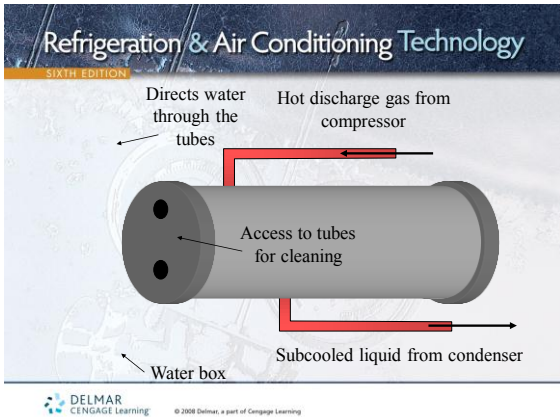 Refrigeration & Air Conditioning Technology
SIXTH EDITION
Directs water
through the
tubes
Hot discharge gas from
compressor
Access to tubes
for cleaning
Subcooled liquid from condenser
Water box
DELMAR
CENGAGE Learning
© 2008 Delmar, a part of Cengage Learning